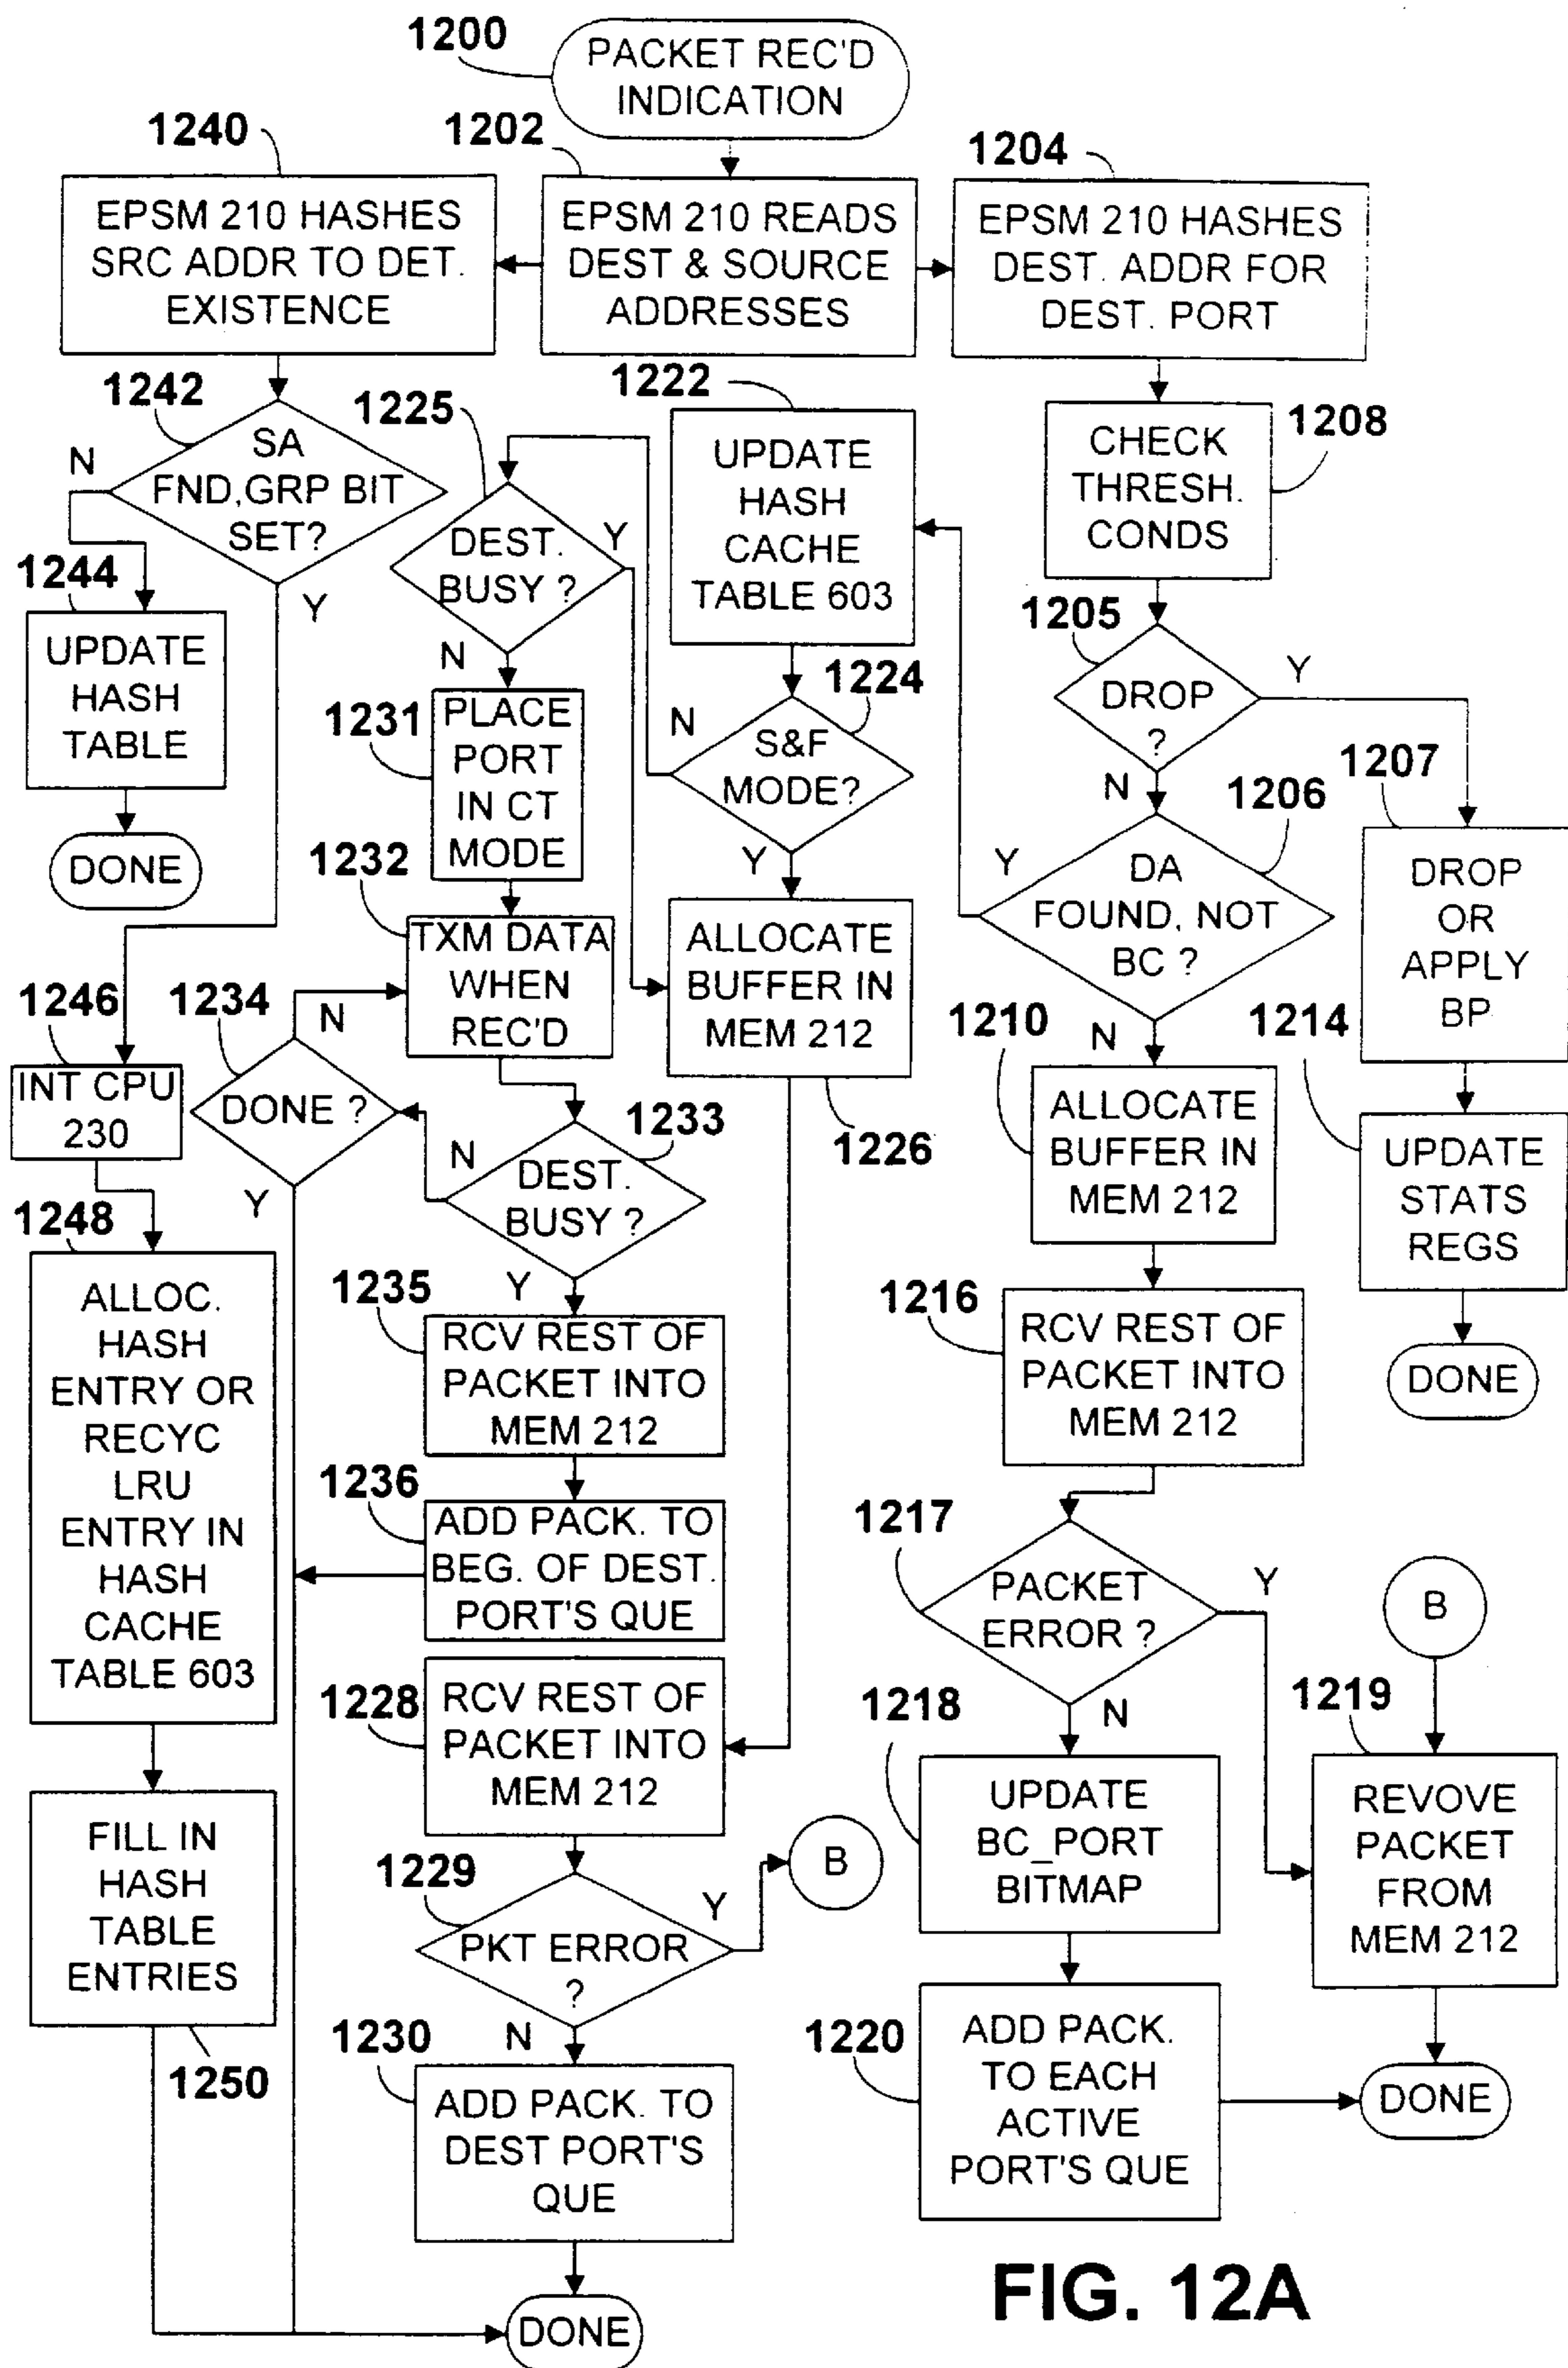 1200
PACKET REC'D
INDICATION
1240
1202
1204
EPSM 210 HASHES
SRC ADDR TO DET.
EXISTENCE
EPSM 210 READS
DEST & SOURCE
ADDRESSES
EPSM 210 HASHES
DEST. ADDR FOR
DEST. PORT
1242
SA
FND,GRP BIT
SET?
N
Y
1244
UPDATE
HASH
TABLE
DONE
1225
DEST.
BUSY ?
Y
N
1222
UPDATE
HASH
CACHE
TABLE 603
1208
CHECK
THRESH.
CONDS
1205
DROP
?
Y
N
1231
PLACE
PORT
IN CT
MODE
1224
S&F
MODE?
N
Y
1206
DA
FOUND, NOT
BC ?
Y
N
1207
DROP
OR
APPLY
BP
1232
TXM DATA
WHEN
REC'D
ALLOCATE
BUFFER IN
MEM 212
1226
1246
INT CPU
230
1234
DONE ?
N
Y
1233
DEST.
BUSY ?
N
Y
1210
ALLOCATE
BUFFER IN
MEM 212
1214
UPDATE
STATS
REGS
DONE
1248
ALLOC.
HASH
ENTRY OR
RECYC
LRU
ENTRY IN
HASH
CACHE
TABLE 603
1235
RCV REST OF
PACKET INTO
MEM 212
1216
RCV REST OF
PACKET INTO
MEM 212
1236
ADD PACK. TO
BEG. OF DEST.
PORT'S QUE
1217
PACKET
ERROR ?
Y
N
B
1228
RCV REST OF
PACKET INTO
MEM 212
1218
UPDATE
BC_PORT
BITMAP
1219
REVOVE
PACKET
FROM
MEM 212
FILL IN
HASH
TABLE
ENTRIES
1250
1229
PKT ERROR
?
Y
N
B
1230
ADD PACK. TO
DEST PORT'S
QUE
1220
ADD PACK.
TO EACH
ACTIVE
PORT'S QUE
DONE
DONE
FIG. 12A